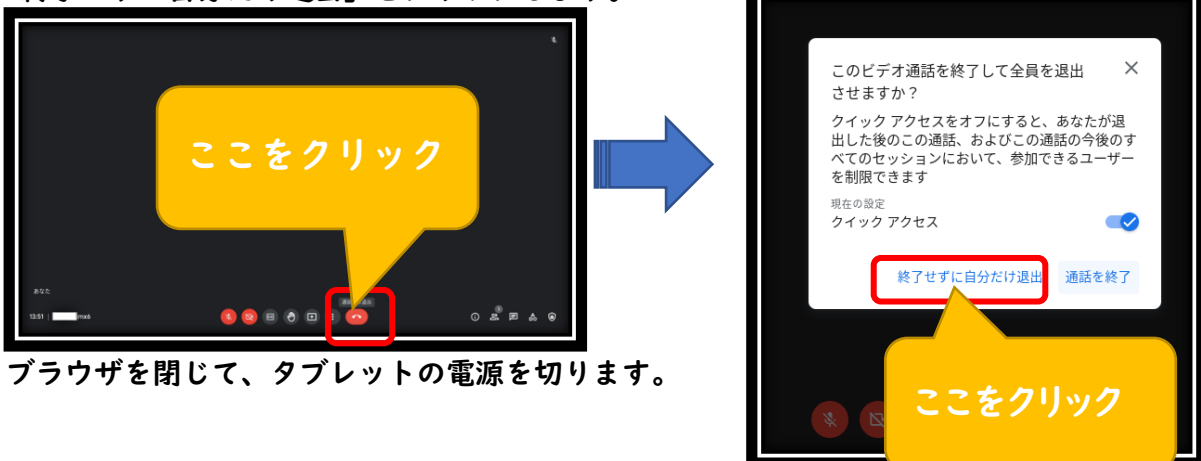 ここをクリック
あなた
13:51
このビデオ通話を終了して全員を退出
させますか？
クイック アクセスをオフにすると、あなたが退
出した後のこの通話、およびこの通話の今後のす
べてのセッションにおいて、参加できるユーザー
を制限できます
現在の設定
クイック アクセス
終了せずに自分だけ退出
通話を終了
ここをクリック
ブラウザを閉じて、タブレットの電源を切ります。